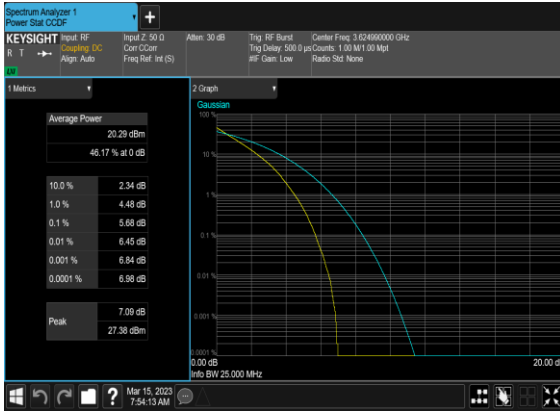 Spectrum Analyzer 1
Power Stat CCDF
+
KEYSIGHT Input: RF Input Z: 50 Ω Atten: 30 dB Trig: RF Burst Center Freq: 3.624990000 GHz
R T Coupling: DC Corr CCorr Trig Delay: 500.0 µs Counts: 1.00 M/1.00 Mpt
Align: Auto Freq Ref: Int (S) #IF Gain: Low Radio Std: None
1 Metrics
2 Graph
Average Power
20.29 dBm
46.17 % at 0 dB
10.0 % 2.34 dB
1.0 % 4.48 dB
0.1 % 5.68 dB
0.01 % 6.45 dB
0.001 % 6.84 dB
0.0001 % 6.98 dB
Peak 7.09 dB
27.38 dBm
Gaussian
100 %
10 %
1 %
0.1 %
0.01 %
0.001 %
0.0001 %
0.00 dB 20.00 d
Info BW 25.000 MHz
?
Mar 15, 2023
7:54:13 AM